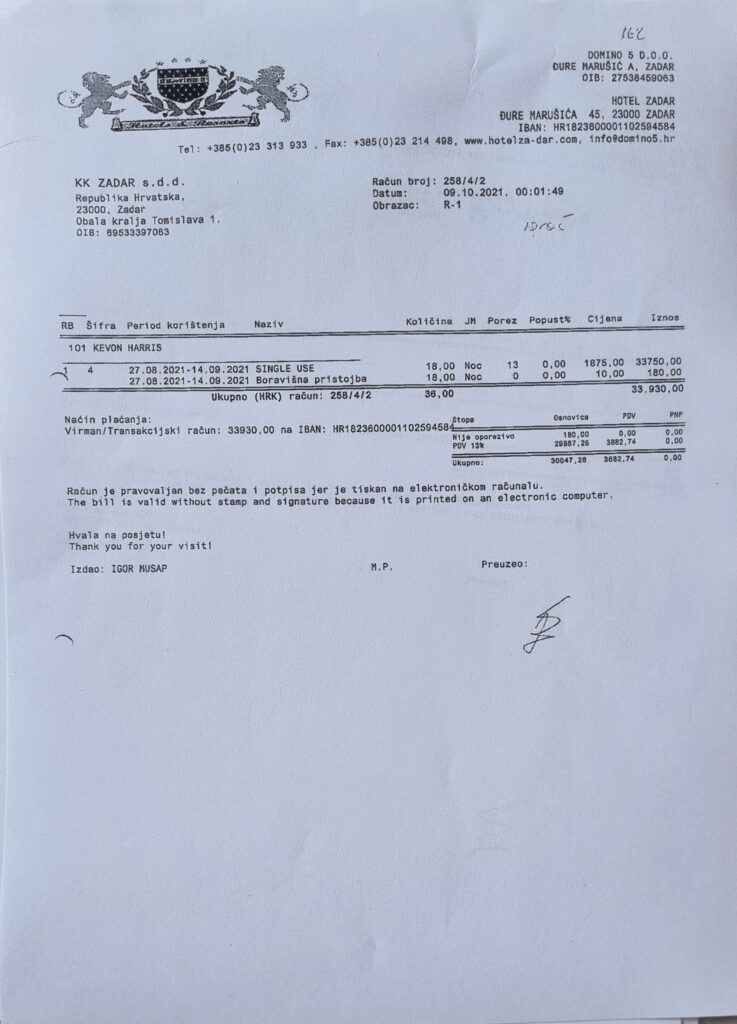 162
DOMINO 5 D.O.O.
ĐURE MARUŠIĆ A, ZADAR
OIB: 27538459063
DOMINO 5
Hotels & Resorts
HOTEL ZADAR
ĐURE MARUŠIĆA 45, 23000 ZADAR
IBAN: HR1823600001102594584
Tel: +385(0)23 313 933 , Fax: +385(0)23 214 498, www.hotelza-dar.com, info@domino5.hr
KK ZADAR s.d.d.
Republika Hrvatska,
23000, Zadar
Obala kralja Tomislava 1.
OIB: 69533397063
Račun broj: 258/4/2
Datum: 09.10.2021. 00:01:49
Obrazac: R-1
RB Šifra Period korištenja Naziv Količina JM Porez Popust% Cijena Iznos
101 KEVON HARRIS
1 4 27.08.2021-14.09.2021 SINGLE USE 18,00 Noc 13 0,00 1875,00 33750,00
27.08.2021-14.09.2021 Boravišna pristojba 18,00 Noc 0 0,00 10,00 180,00
Ukupno (HRK) račun: 258/4/2 36,00 33.930,00
Način plaćanja:
Virman/Transakcijski račun: 33930,00 na IBAN: HR1823600001102594584
Stopa Osnovica PDV PNP
Nije oporezivo 180,00 0,00 0,00
PDV 13% 29867,26 3882,74 0,00
Ukupno: 30047,26 3882,74 0,00
Račun je pravovaljan bez pečata i potpisa jer je tiskan na elektroničkom računalu.
The bill is valid without stamp and signature because it is printed on an electronic computer.
Hvala na posjetu!
Thank you for your visit!
Izdao: IGOR MUSAP M.P. Preuzeo: